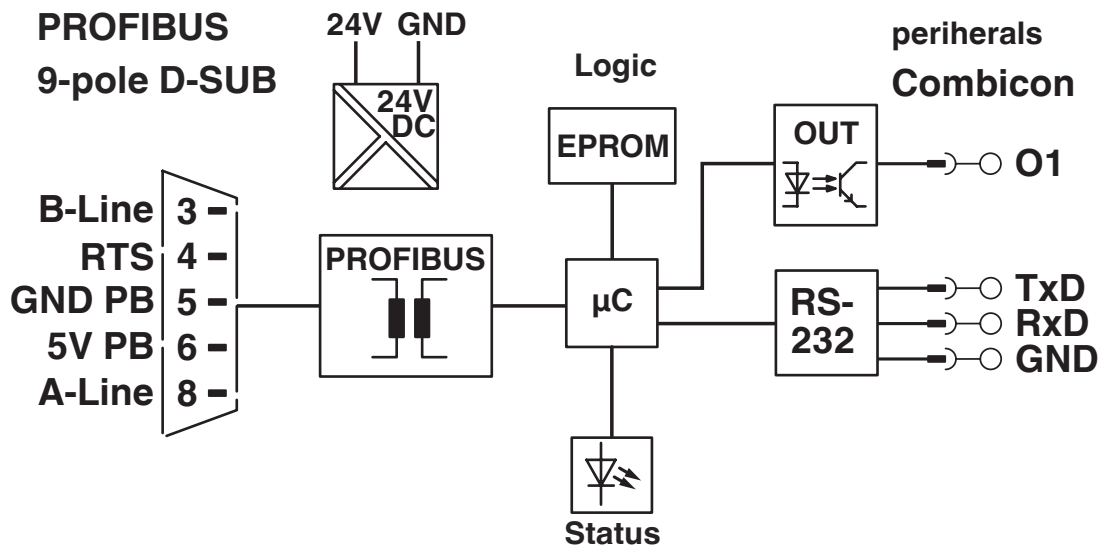 PROFIBUS
9-pole D-SUB
24V GND
24V
DC
Logic
EPROM
periherals
Combicon
OUT
O1
B-Line 3
RTS 4
GND PB 5
5V PB 6
A-Line 8
PROFIBUS
µC
RS-
232
TxD
RxD
GND
Status